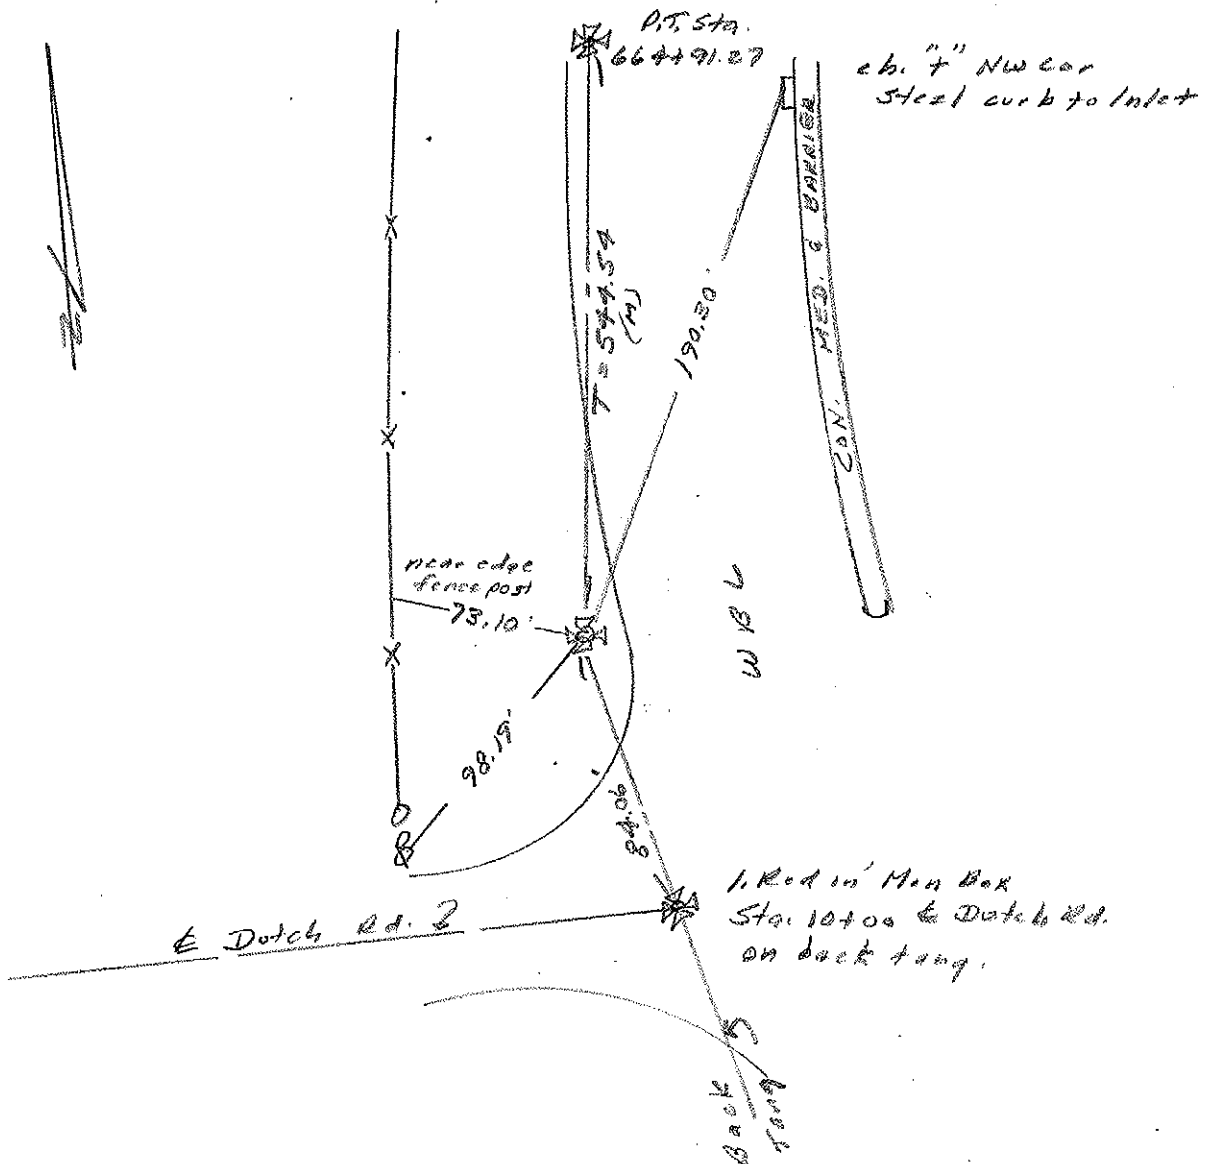 P.T. Sta.
664+91.27
ch. "+" NW cor
Steel curb to Inlet
CON. MED. & BARRIER
T = 544.54
(M)
190.30'
near edge
fence post
73.10'
WBL
98.19'
84.06
1. Rod in Mon Box
Sta. 10+00 ℄ Dutch Rd.
on back tang.
℄ Dutch Rd.
Back
Tang
N